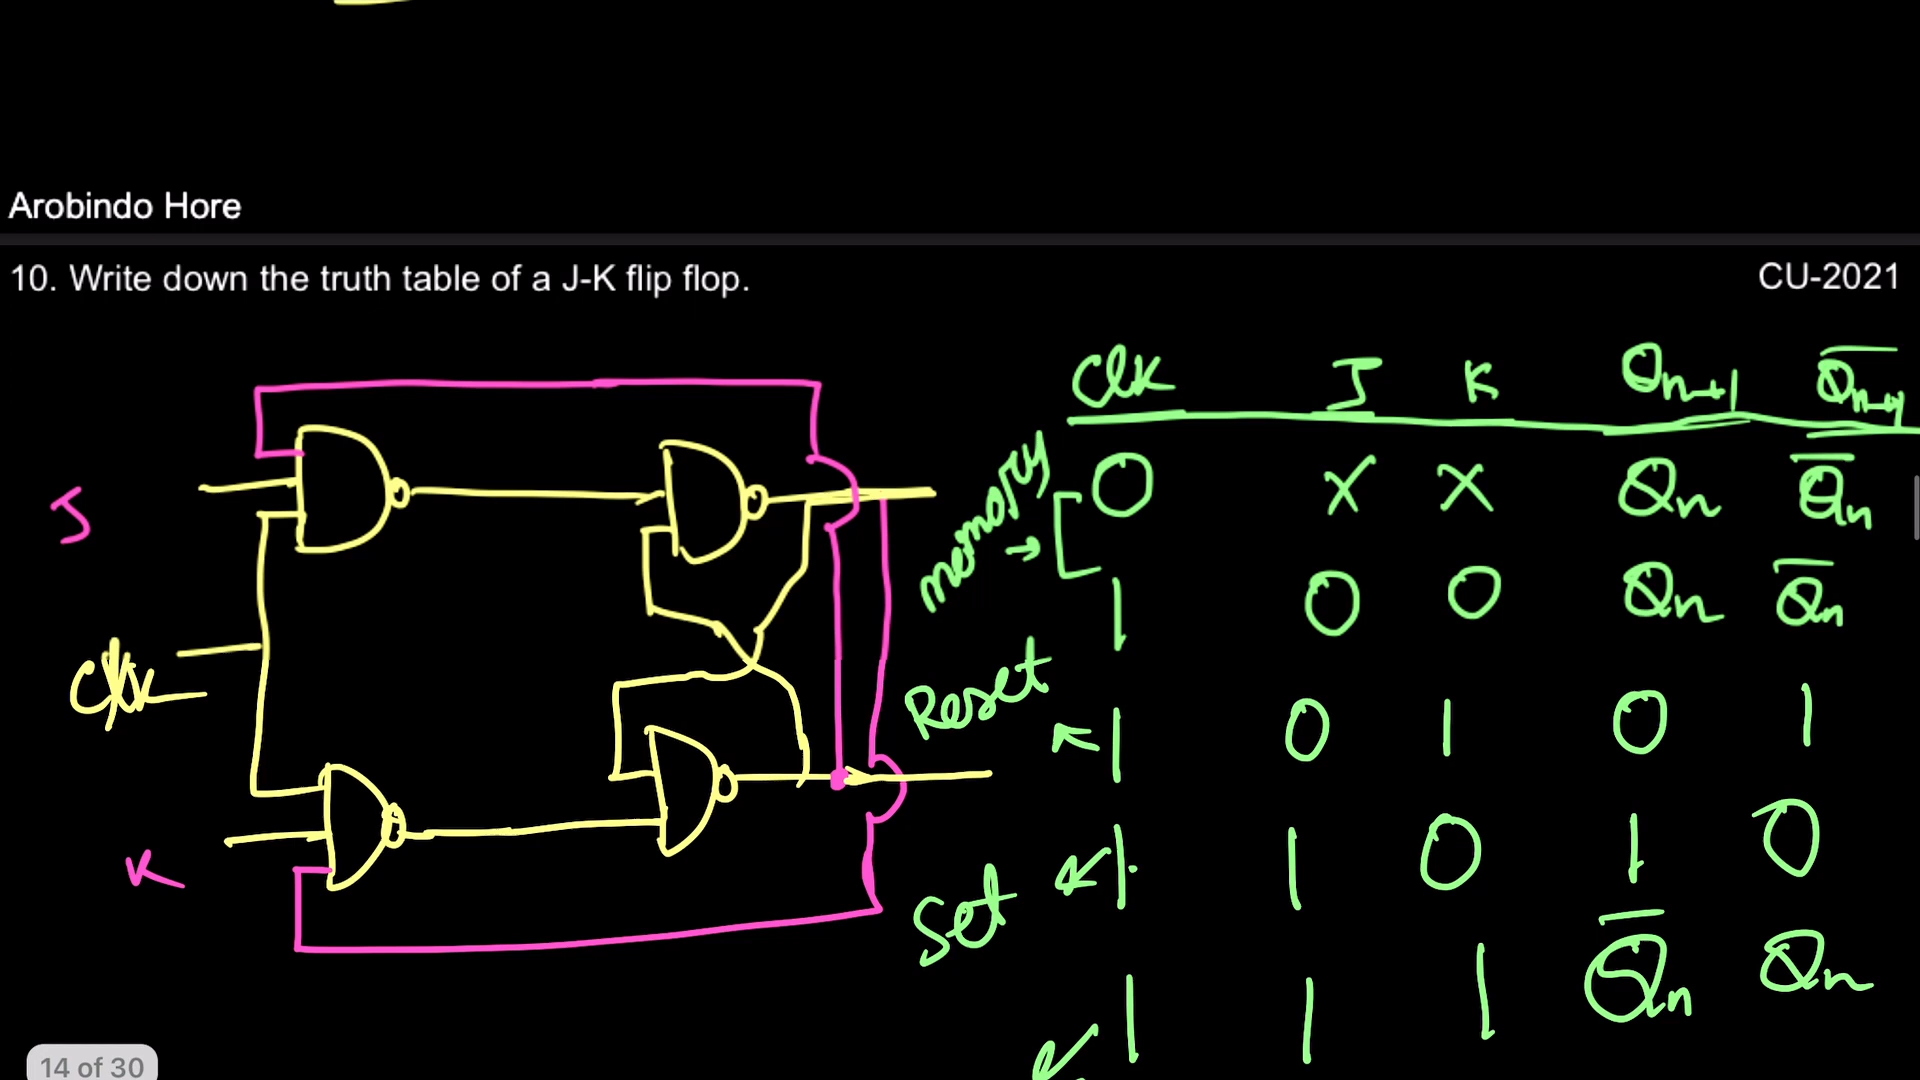 Arobindo Hore
10. Write down the truth table of a J-K flip flop. CU-2021
Clk J K Qn+1 Q̅n+1
memory → 0 X X Qn Q̅n
1 0 0 Qn Q̅n
Reset ← 1 0 1 0 1
Set ↙ 1 1 0 1 0
↙ 1 1 1 Q̅n Qn
J
Clk
K
14 of 30